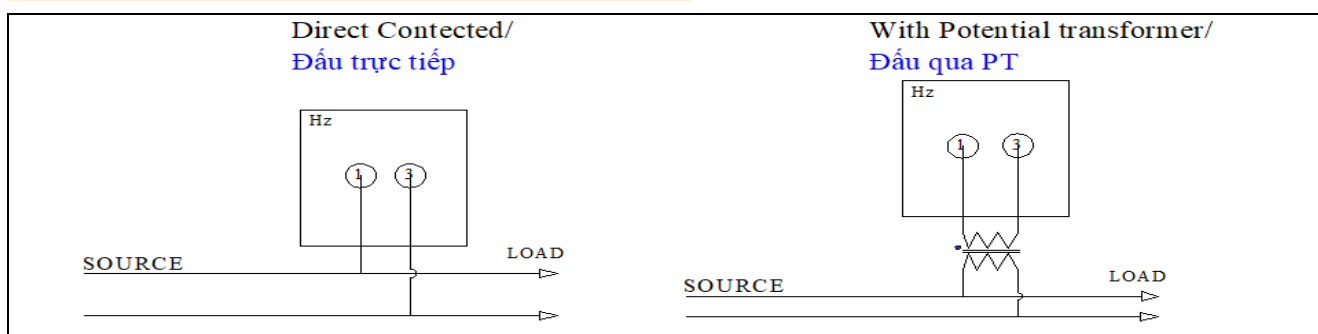 Direct Contected/
Đấu trực tiếp
Hz
1 3
SOURCE
LOAD
With Potential transformer/
Đấu qua PT
Hz
1 3
SOURCE
LOAD